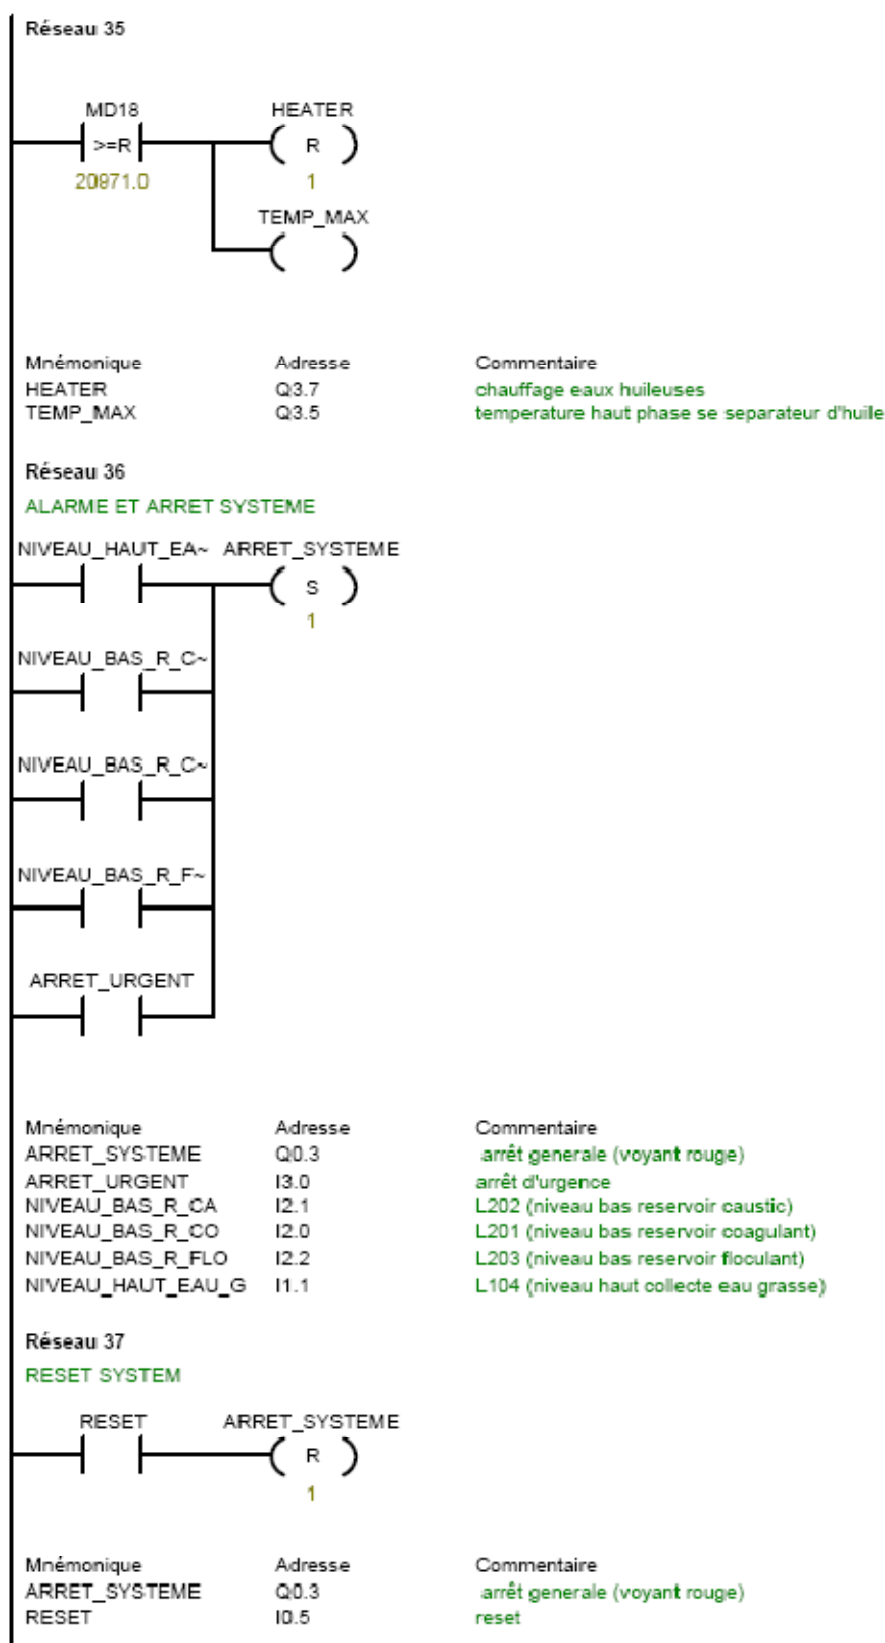 Réseau 35
MD18 HEATER
>=R R
20971.0 1
TEMP_MAX
Mnémonique Adresse Commentaire
HEATER Q3.7 chauffage eaux huileuses
TEMP_MAX Q3.5 temperature haut phase se separateur d'huile
Réseau 36
ALARME ET ARRET SYSTEME
NIVEAU_HAUT_EA~ ARRET_SYSTEME
S
1
NIVEAU_BAS_R_C~
NIVEAU_BAS_R_C~
NIVEAU_BAS_R_F~
ARRET_URGENT
Mnémonique Adresse Commentaire
ARRET_SYSTEME Q0.3 arrêt generale (voyant rouge)
ARRET_URGENT I3.0 arrêt d'urgence
NIVEAU_BAS_R_CA I2.1 L202 (niveau bas reservoir caustic)
NIVEAU_BAS_R_CO I2.0 L201 (niveau bas reservoir coagulant)
NIVEAU_BAS_R_FLO I2.2 L203 (niveau bas reservoir floculant)
NIVEAU_HAUT_EAU_G I1.1 L104 (niveau haut collecte eau grasse)
Réseau 37
RESET SYSTEM
RESET ARRET_SYSTEME
R
1
Mnémonique Adresse Commentaire
ARRET_SYSTEME Q0.3 arrêt generale (voyant rouge)
RESET I0.5 reset